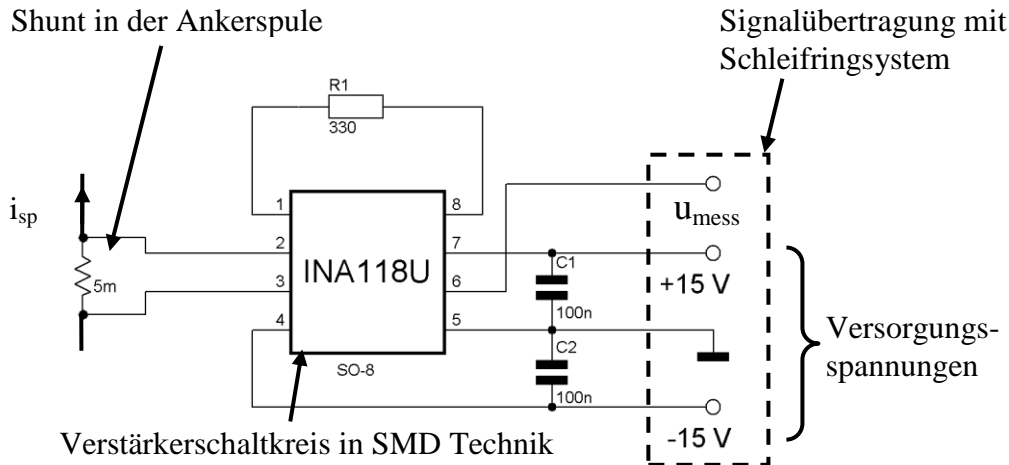 Shunt in der Ankerspule
Signalübertragung mit
Schleifringsystem
R1
330
i_sp
1
8
2
7
3
6
4
5
INA118U
SO-8
5m
C1
100n
C2
100n
u_mess
+15 V
-15 V
Versorgungs-
spannungen
Verstärkerschaltkreis in SMD Technik